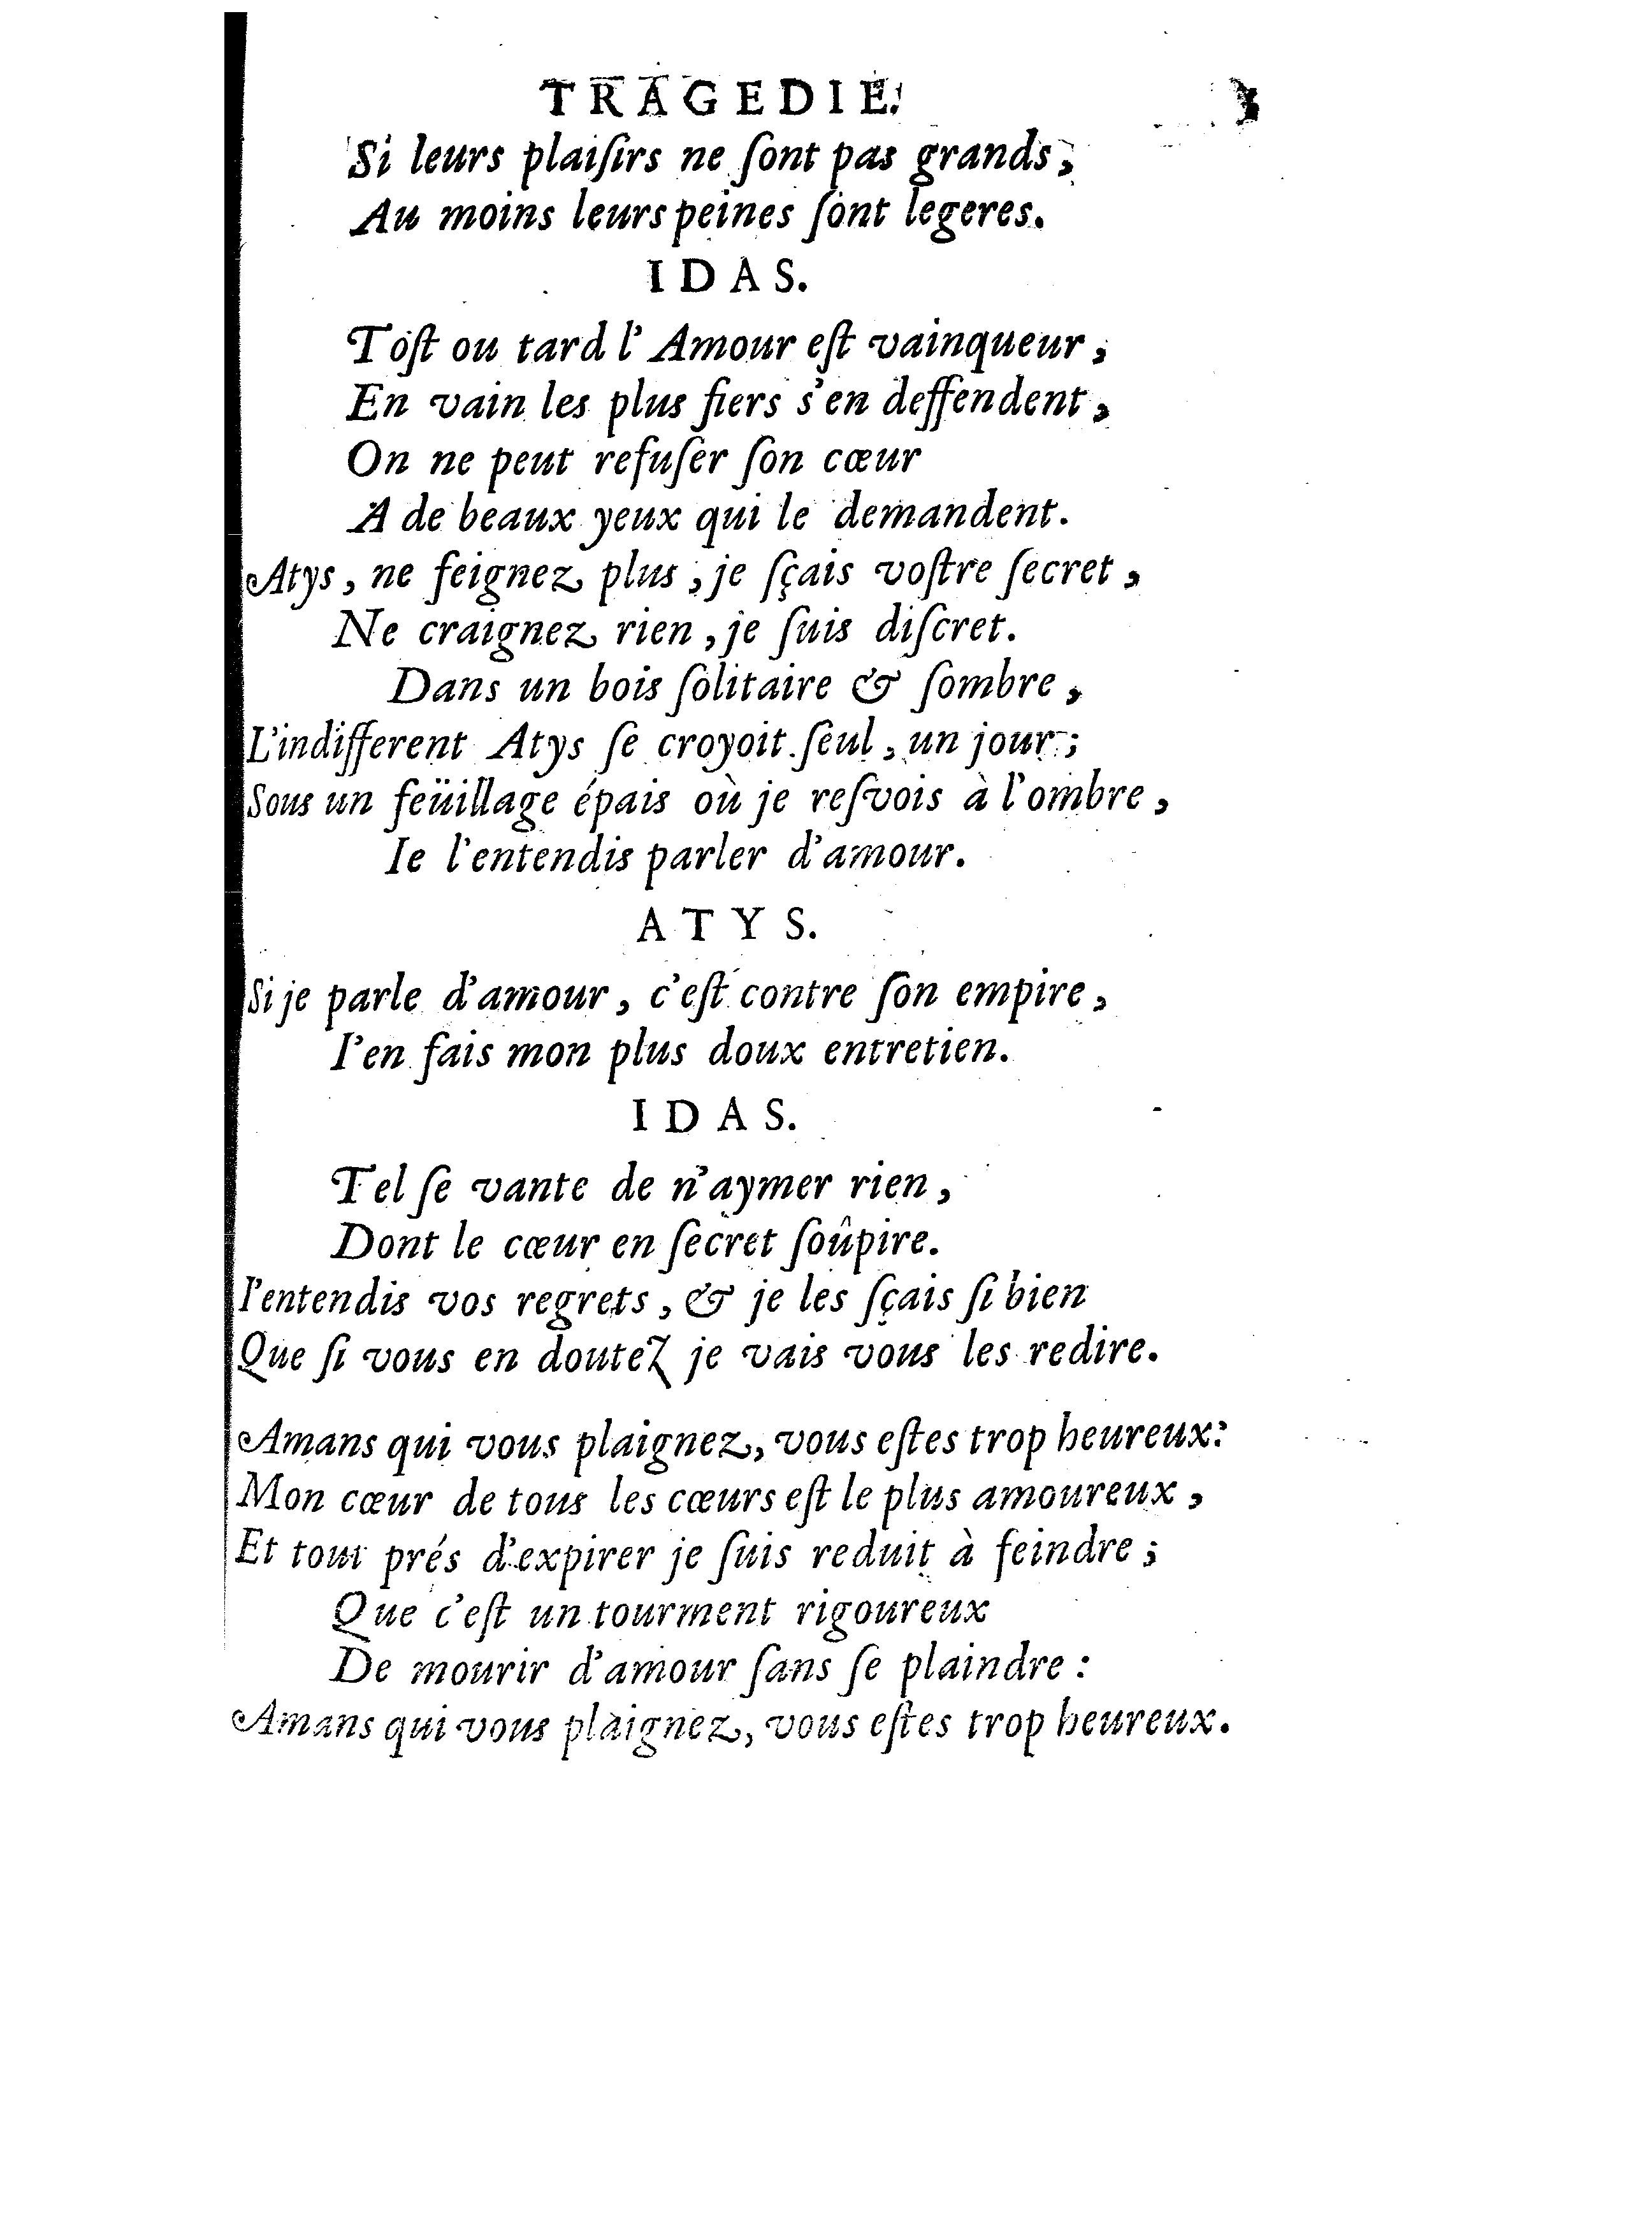 TRAGEDIE.
Si leurs plaiſirs ne ſont pas grands,
Au moins leurs peines ſont legeres.
IDAS.
Toſt ou tard l'Amour eſt vainqueur,
En vain les plus fiers s'en deffendent,
On ne peut refuſer ſon cœur
A de beaux yeux qui le demandent.
Atys, ne feignez plus, je ſçais voſtre ſecret,
Ne craignez rien, je ſuis diſcret.
Dans un bois ſolitaire & ſombre,
L'indifferent Atys ſe croyoit ſeul, un jour;
Sous un feüillage épais où je reſvois à l'ombre,
Ie l'entendis parler d'amour.
ATYS.
Si je parle d'amour, c'eſt contre ſon empire,
I'en fais mon plus doux entretien.
IDAS.
Tel ſe vante de n'aymer rien,
Dont le cœur en ſecret ſoûpire.
I'entendis vos regrets, & je les ſçais ſi bien
Que ſi vous en doutez je vais vous les redire.
Amans qui vous plaignez, vous eſtes trop heureux:
Mon cœur de tous les cœurs eſt le plus amoureux,
Et tout prés d'expirer je ſuis reduit à feindre;
Que c'eſt un tourment rigoureux
De mourir d'amour ſans ſe plaindre:
Amans qui vous plaignez, vous eſtes trop heureux.